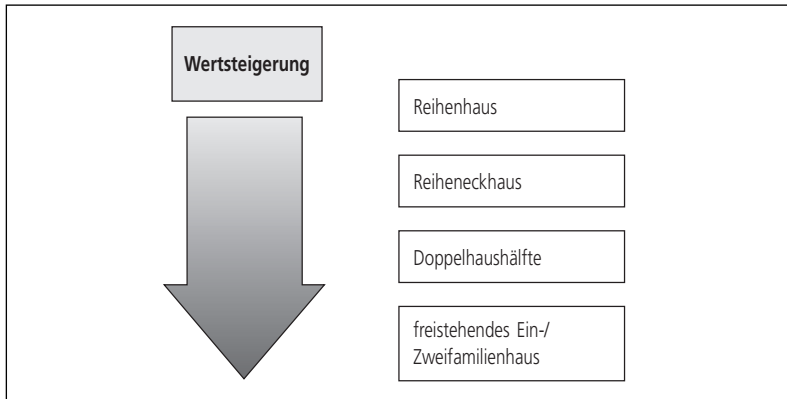 Wertsteigerung
Reihenhaus
Reiheneckhaus
Doppelhaushälfte
freistehendes Ein-/
Zweifamilienhaus